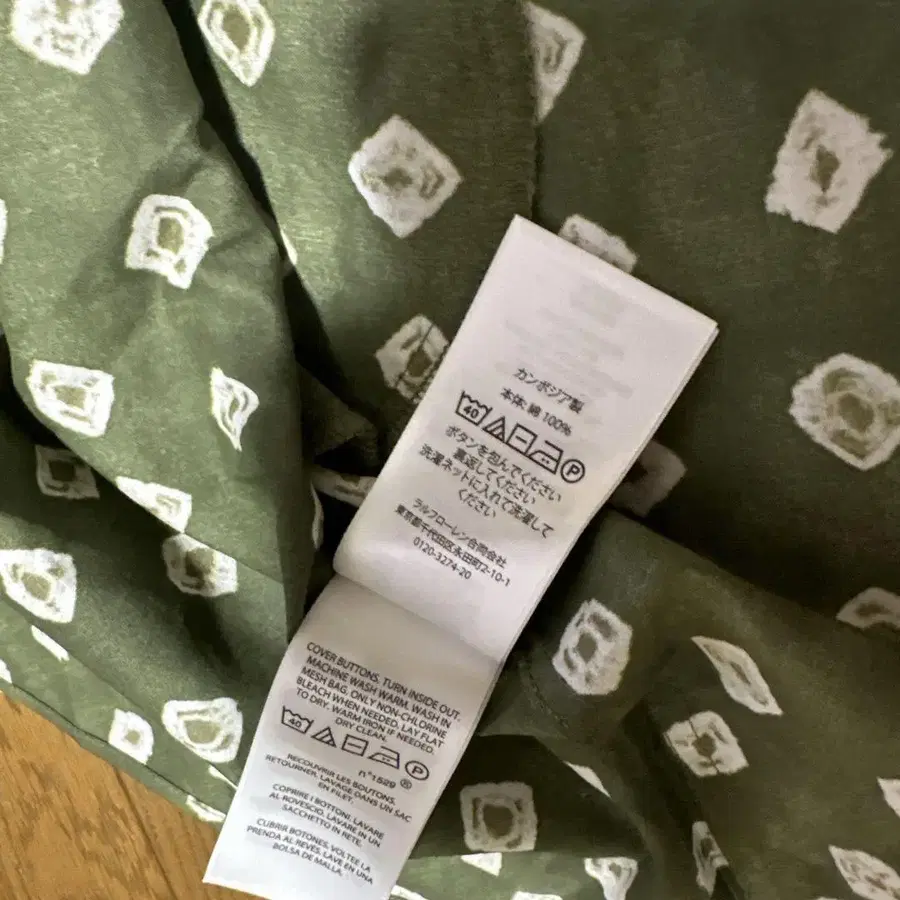 カンボジア製
本体: 綿 100%
40 P
ボタンを包んでください
裏返してください
洗濯ネットに入れて洗濯して
ください
ラルフローレン合同会社
東京都千代田区永田町2-10-1
0120-3274-20
COVER BUTTONS. TURN INSIDE OUT.
MACHINE WASH WARM. WASH IN
MESH BAG. ONLY NON-CHLORINE
BLEACH WHEN NEEDED. LAY FLAT
TO DRY. WARM IRON IF NEEDED.
DRY CLEAN.
40 P
n°1529 ®
RECOUVRIR LES BOUTONS.
RETOURNER. LAVAGE DANS UN SAC
EN FILET.
COPRIRE I BOTTONI. LAVARE
AL ROVESCIO. LAVARE IN UN
SACCHETTO IN RETE.
CUBRIR BOTONES. VOLTEE LA
PRENDA AL REVÉS. LAVE EN UNA
BOLSA DE MALLA.